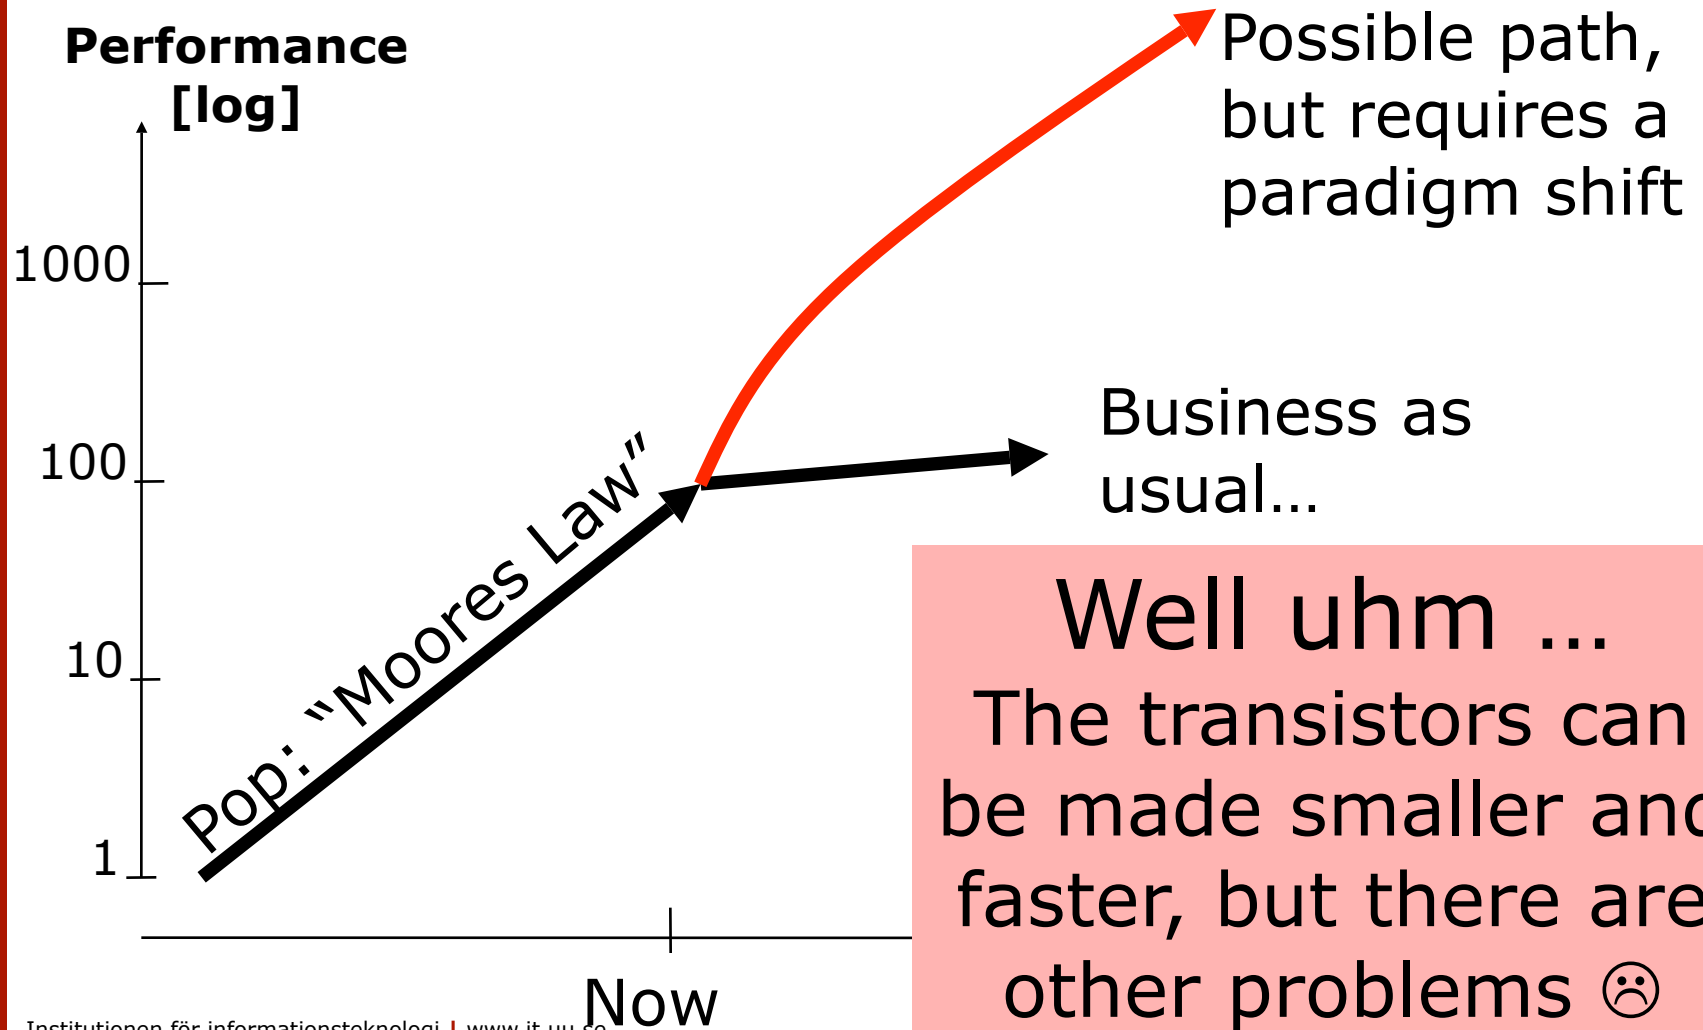 Performance
[log]
Possible path,
but requires a
paradigm shift
1000
100
10
1
Pop: “Moores Law”
Business as
usual…
Well uhm …
The transistors can
be made smaller and
faster, but there are
other problems ☹
Now
Institutionen för informationsteknologi | www.it.uu.se